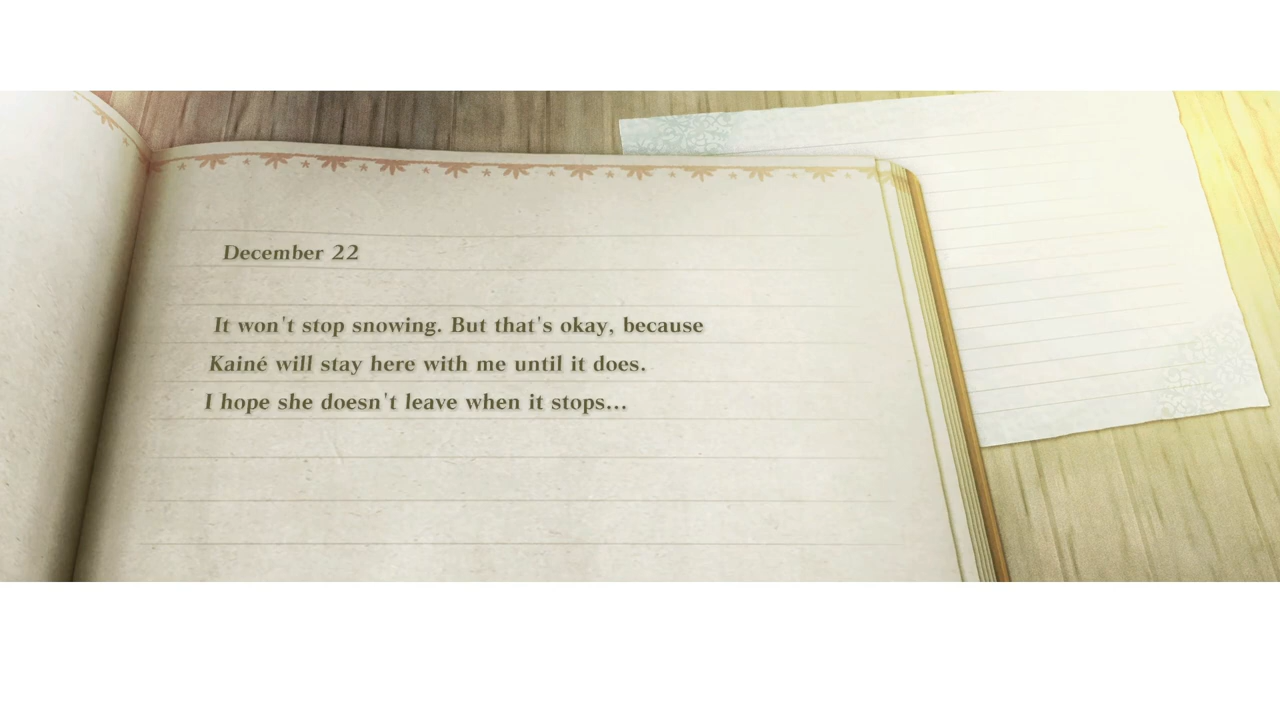 December 22
It won't stop snowing. But that's okay, because
Kainé will stay here with me until it does.
I hope she doesn't leave when it stops...